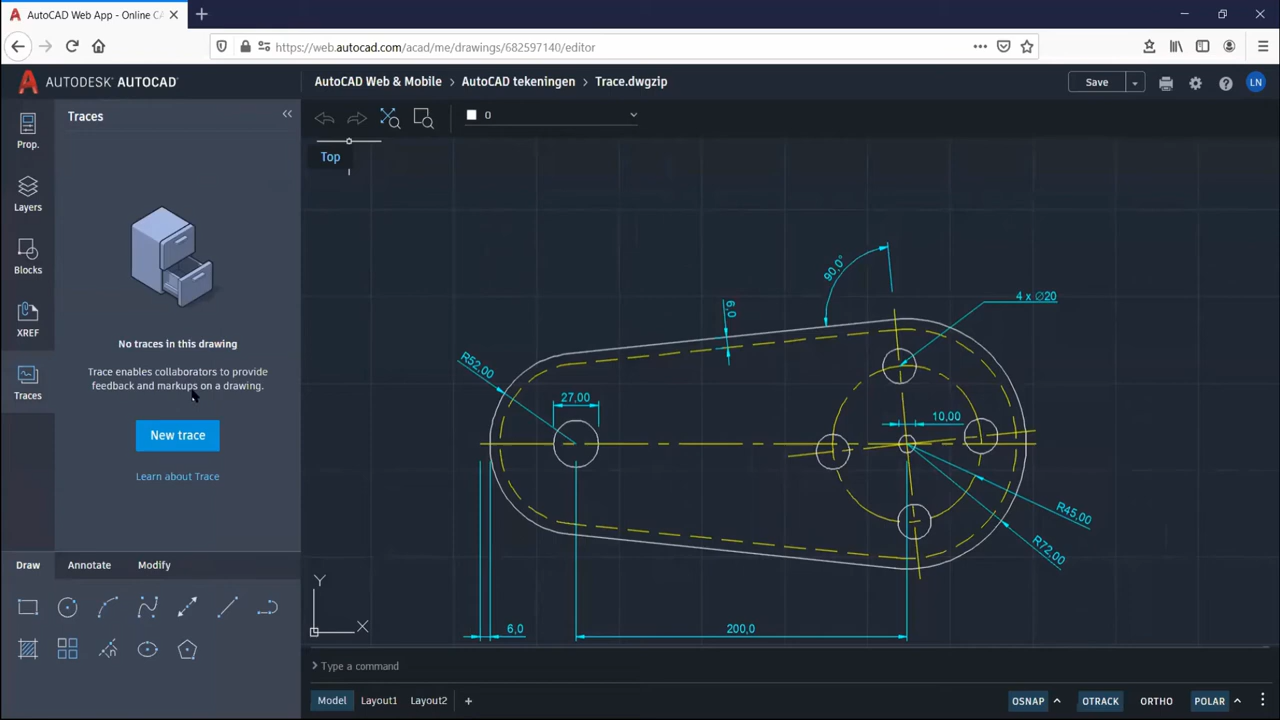 AutoCAD Web App - Online CA
https://web.autocad.com/acad/me/drawings/682597140/editor
AUTODESK® AUTOCAD®
AutoCAD Web & Mobile > AutoCAD tekeningen > Trace.dwgzip
Save
LN
Traces
0
Prop.
Top
Layers
Blocks
XREF
Traces
No traces in this drawing
Trace enables collaborators to provide
feedback and markups on a drawing.
New trace
Learn about Trace
90,0°
4 x ∅20
6,0
R52,00
27,00
10,00
R45,00
R72,00
6,0
200,0
Y
X
Draw
Annotate
Modify
Type a command
Model
Layout1
Layout2
OSNAP
OTRACK
ORTHO
POLAR